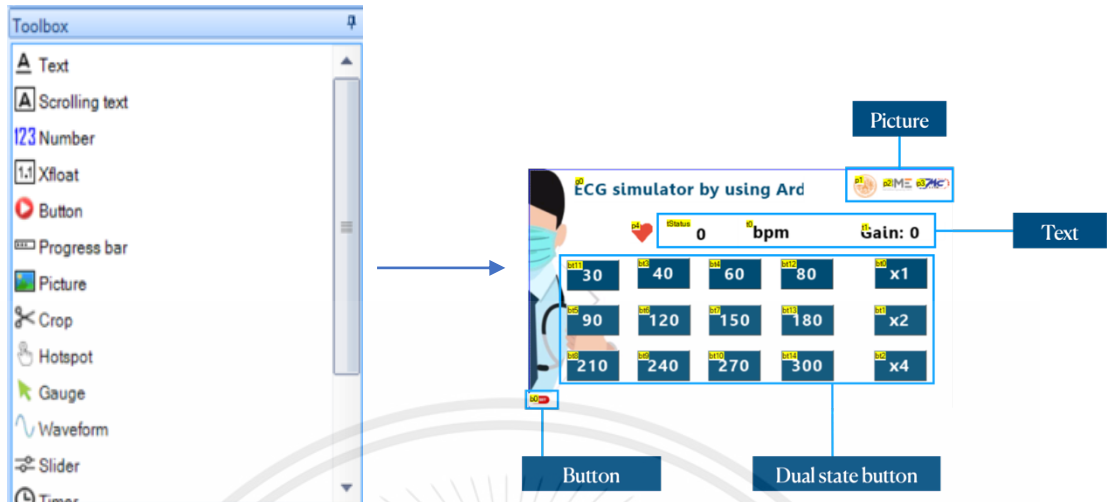 Toolbox
A Text
A Scrolling text
123 Number
1.1 Xfloat
Button
Progress bar
Picture
Crop
Hotspot
Gauge
Waveform
Slider
Timer
Picture
g0
ECG simulator by using Ard
p1 p2 ME p3
p4 tStatus 0 t0 bpm t1 Gain: 0
Text
bt11 30 bt3 40 bt4 60 bt12 80 bt0 x1
bt5 90 bt6 120 bt7 150 bt13 180 bt1 x2
bt8 210 bt9 240 bt10 270 bt14 300 bt2 x4
b0
Button
Dual state button